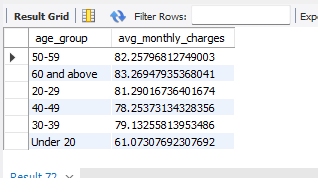 Result Grid Filter Rows: Expo
age_group avg_monthly_charges
50-59 82.25796812749003
60 and above 83.26947935368041
20-29 81.29016736401674
40-49 78.25373134328356
30-39 79.13255813953486
Under 20 61.07307692307692
Result 72